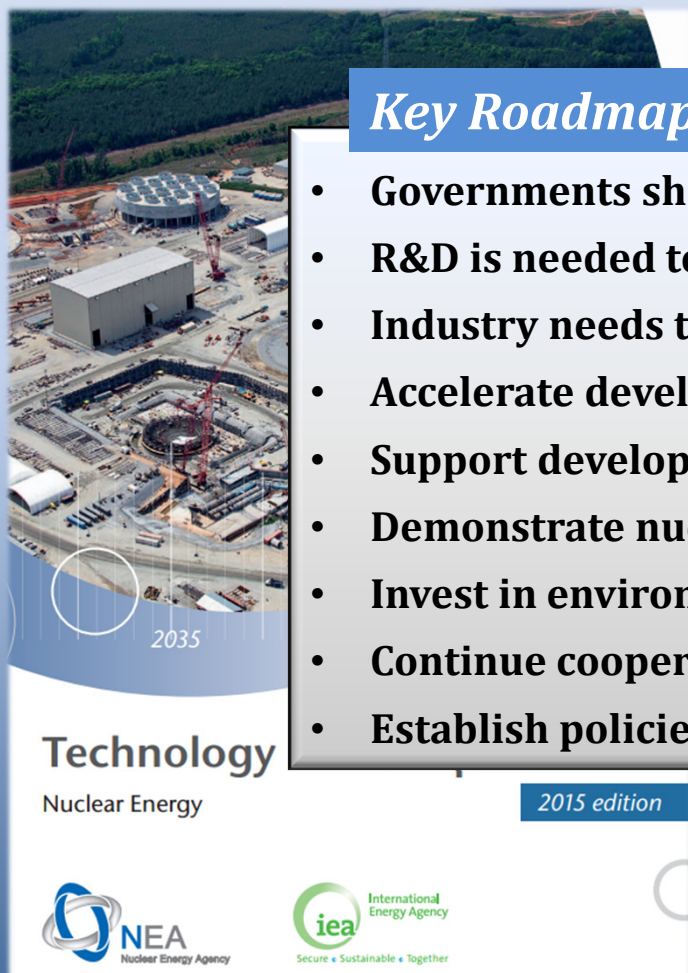 Key Roadmap
• Governments sh
• R&D is needed to
• Industry needs t
• Accelerate devel
• Support develop
• Demonstrate nu
• Invest in environ
• Continue cooper
• Establish policie
2035
Technology
Nuclear Energy
2015 edition
NEA
Nuclear Energy Agency
iea
International
Energy Agency
Secure • Sustainable • Together